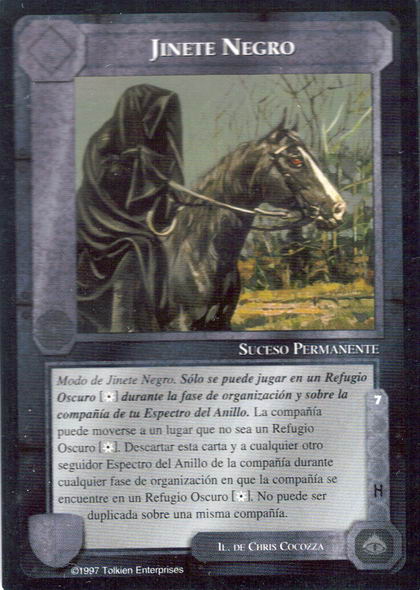 JINETE NEGRO
SUCESO PERMANENTE
Modo de Jinete Negro. Sólo se puede jugar en un Refugio
Oscuro [] durante la fase de organización y sobre la
compañía de tu Espectro del Anillo. La compañía
puede moverse a un lugar que no sea un Refugio
Oscuro []. Descartar esta carta y a cualquier otro
seguidor Espectro del Anillo de la compañía durante
cualquier fase de organización en que la compañía se
encuentre en un Refugio Oscuro []. No puede ser
duplicada sobre una misma compañía.
7
IL. DE CHRIS COCOZZA
©1997 Tolkien Enterprises